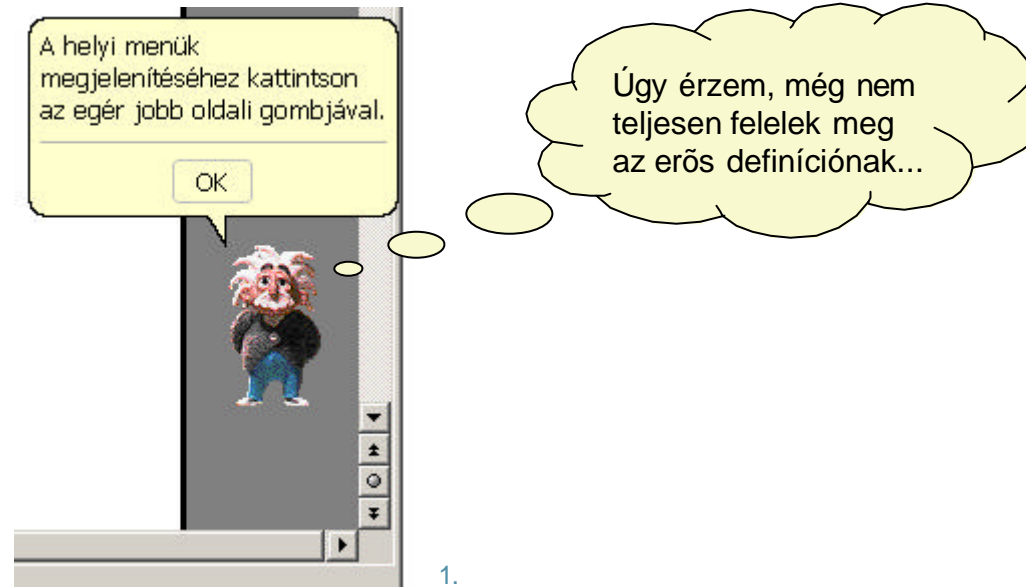 A helyi menük
megjelenítéséhez kattintson
az egér jobb oldali gombjával.
OK
Úgy érzem, még nem
teljesen felelek meg
az erõs definíciónak...
1.